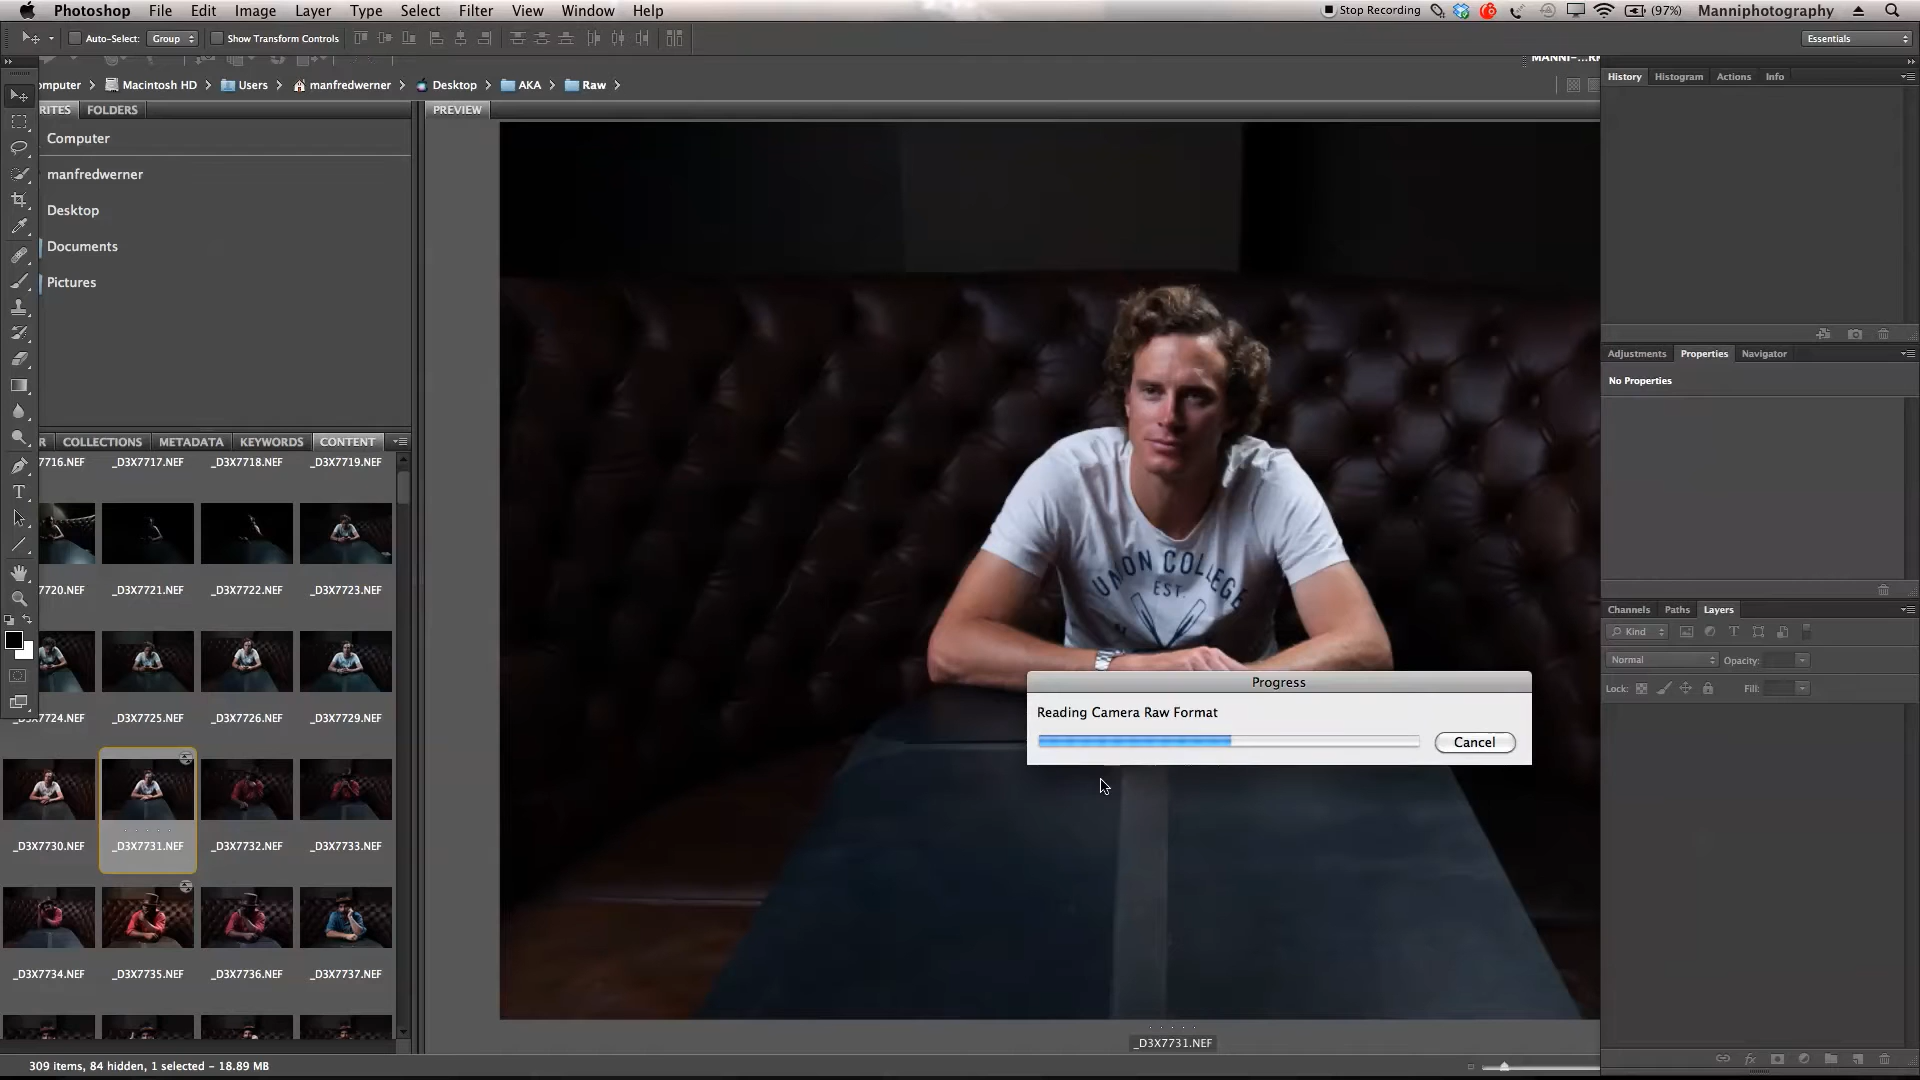 Photoshop File Edit Image Layer Type Select Filter View Window Help Stop Recording (97%) Manniphotography
Auto-Select: Group Show Transform Controls Essentials
omputer Macintosh HD Users manfredwerner Desktop AKA Raw
RITES FOLDERS PREVIEW
Computer
manfredwerner
Desktop
Documents
Pictures
R COLLECTIONS METADATA KEYWORDS CONTENT
7716.NEF _D3X7717.NEF _D3X7718.NEF _D3X7719.NEF
7720.NEF _D3X7721.NEF _D3X7722.NEF _D3X7723.NEF
7724.NEF _D3X7725.NEF _D3X7726.NEF _D3X7729.NEF
_D3X7730.NEF _D3X7731.NEF _D3X7732.NEF _D3X7733.NEF
_D3X7734.NEF _D3X7735.NEF _D3X7736.NEF _D3X7737.NEF
309 items, 84 hidden, 1 selected - 18.89 MB
UNION COLLEGE
EST.
Progress
Reading Camera Raw Format
Cancel
_D3X7731.NEF
History Histogram Actions Info
Adjustments Properties Navigator
No Properties
Channels Paths Layers
Kind
Normal Opacity:
Lock: Fill: